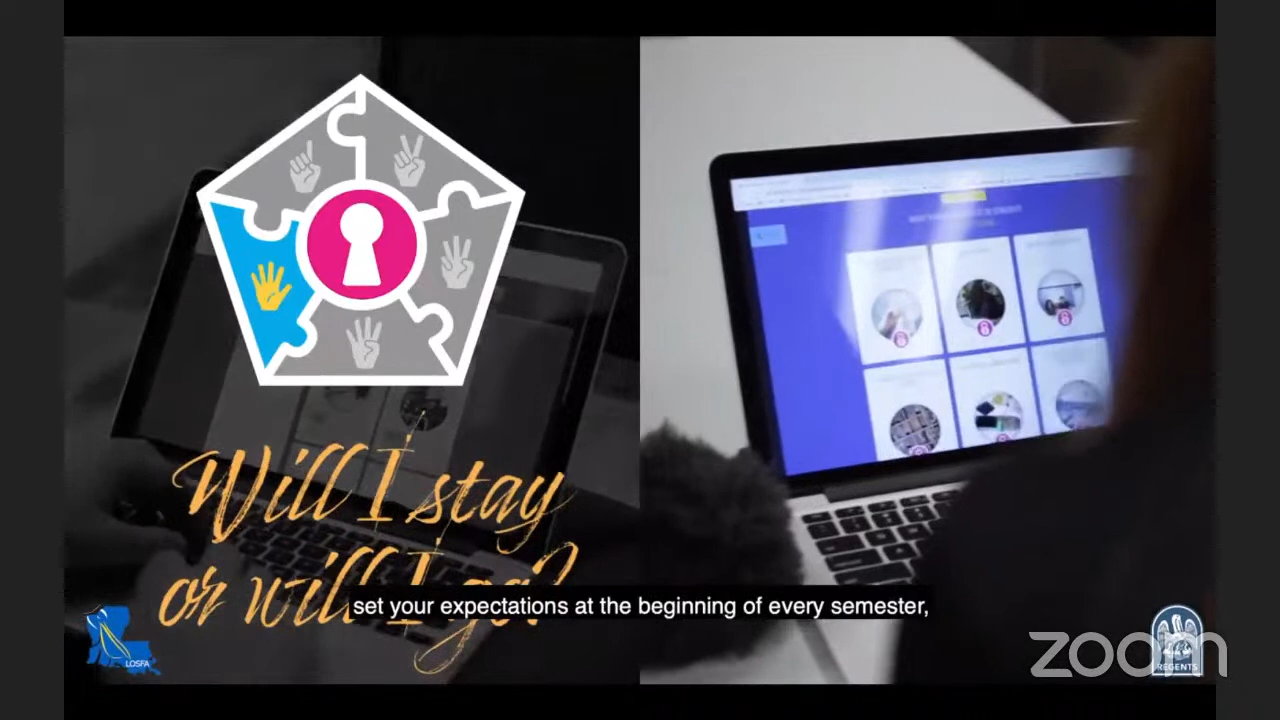 Will I stay
or will I go?
set your expectations at the beginning of every semester,
LOSFA
REGENTS
zoom